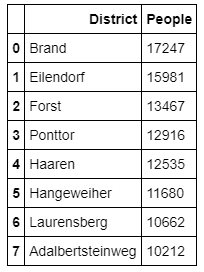 District People
0 Brand 17247
1 Eilendorf 15981
2 Forst 13467
3 Ponttor 12916
4 Haaren 12535
5 Hangeweiher 11680
6 Laurensberg 10662
7 Adalbertsteinweg 10212